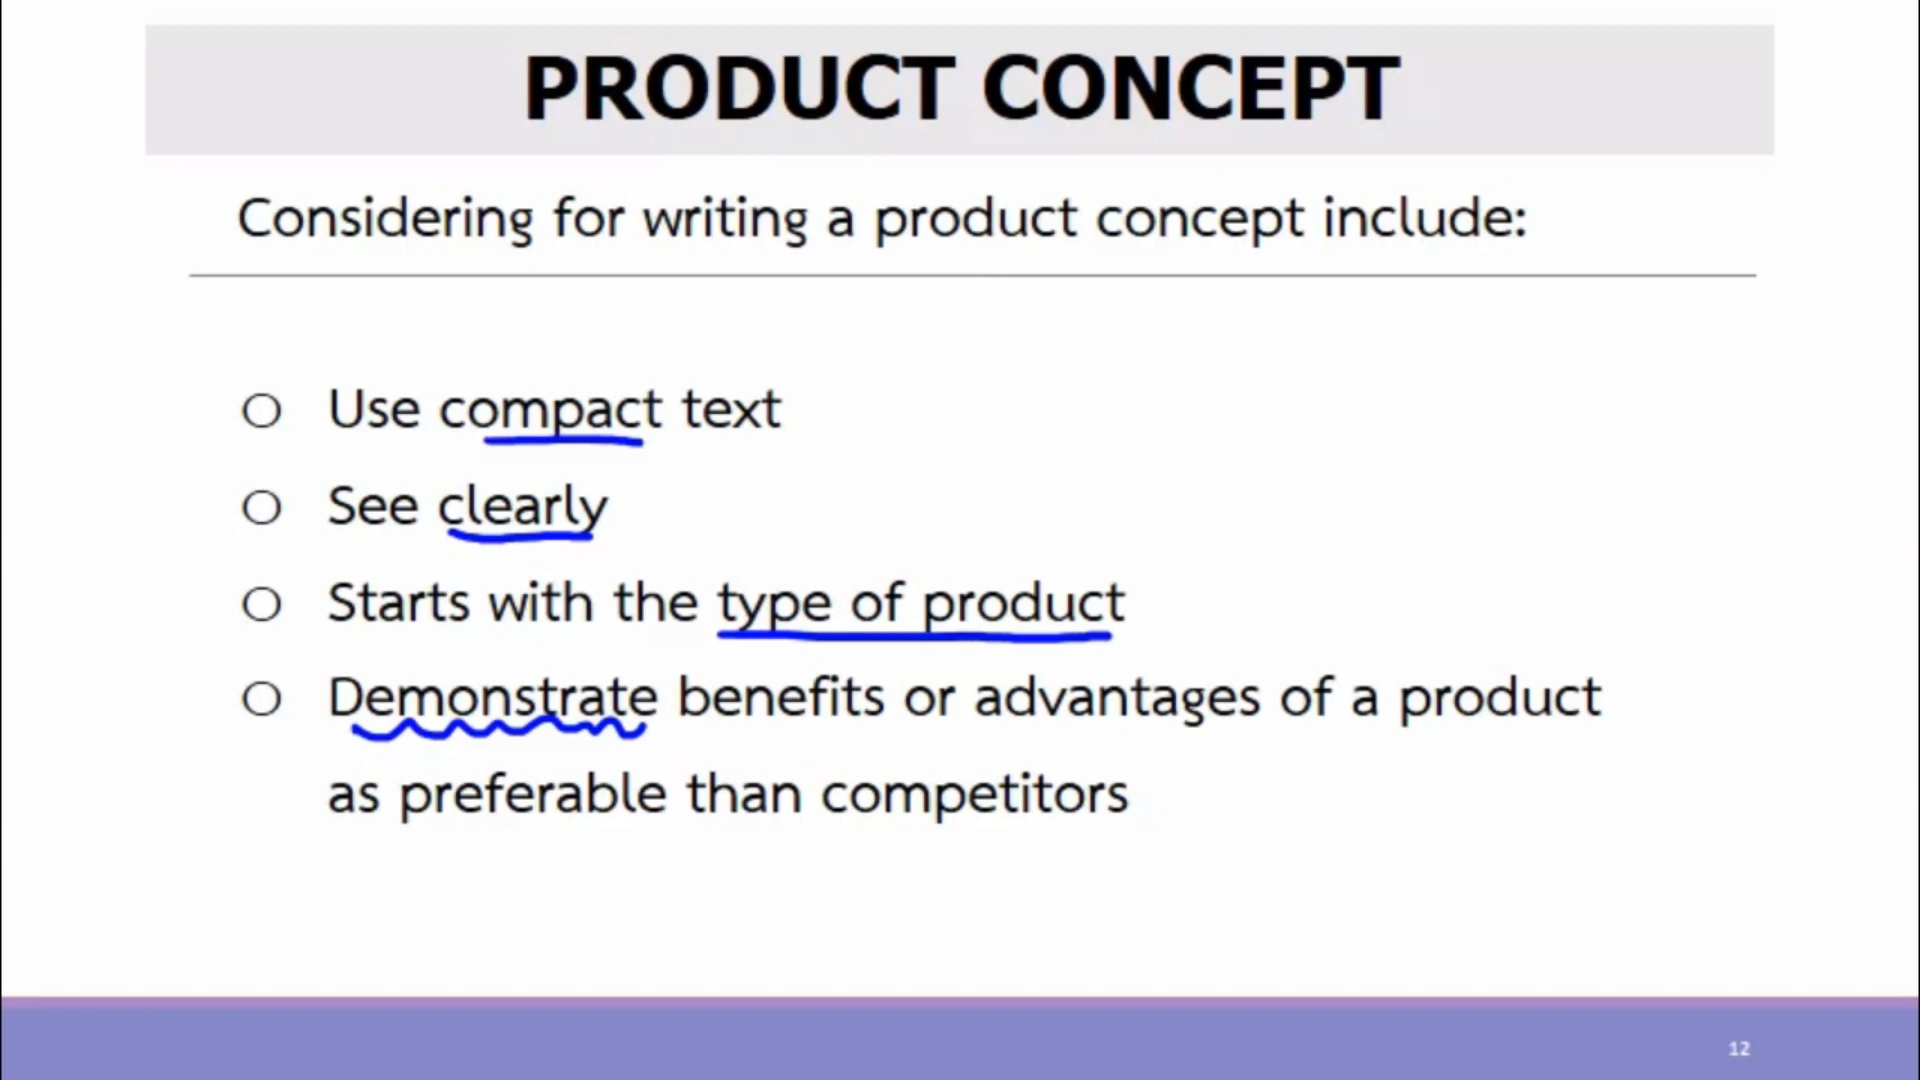 PRODUCT CONCEPT
Considering for writing a product concept include:
Use compact text
See clearly
Starts with the type of product
Demonstrate benefits or advantages of a product
as preferable than competitors
12